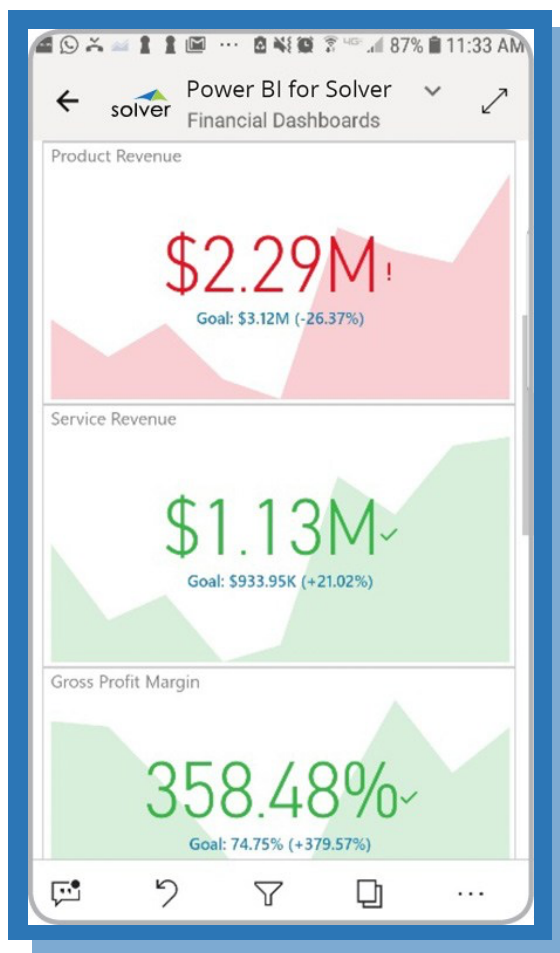 4G 87% 11:33 AM
solver Power BI for Solver
Financial Dashboards
Product Revenue
$2.29M!
Goal: $3.12M (-26.37%)
Service Revenue
$1.13M
Goal: $933.95K (+21.02%)
Gross Profit Margin
358.48%
Goal: 74.75% (+379.57%)